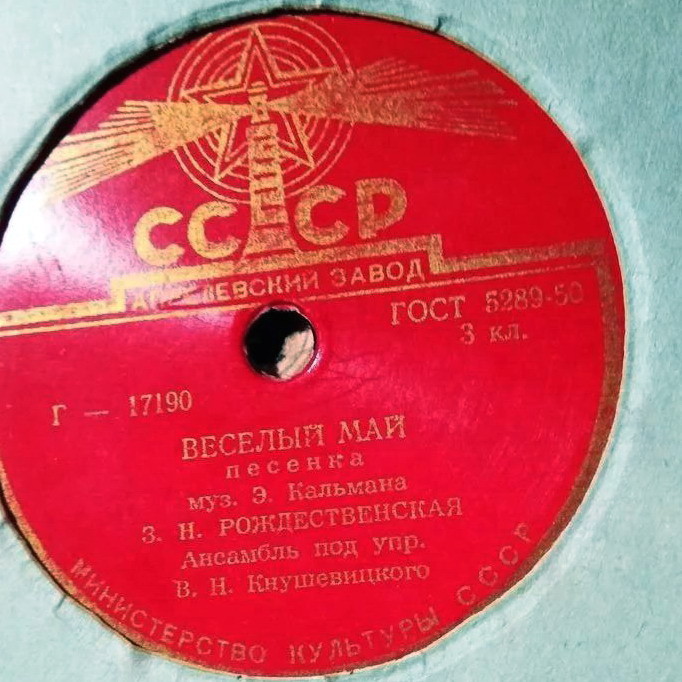 СССР
АПРЕЛЕВСКИЙ ЗАВОД
ГОСТ 5289-50
3 кл.
Г — 17190
ВЕСЕЛЫЙ МАЙ
песенка
муз. Э. Кальмана
З. Н. РОЖДЕСТВЕНСКАЯ
Ансамбль под упр.
В. Н. Кнушевицкого
МИНИСТЕРСТВО КУЛЬТУРЫ СССР